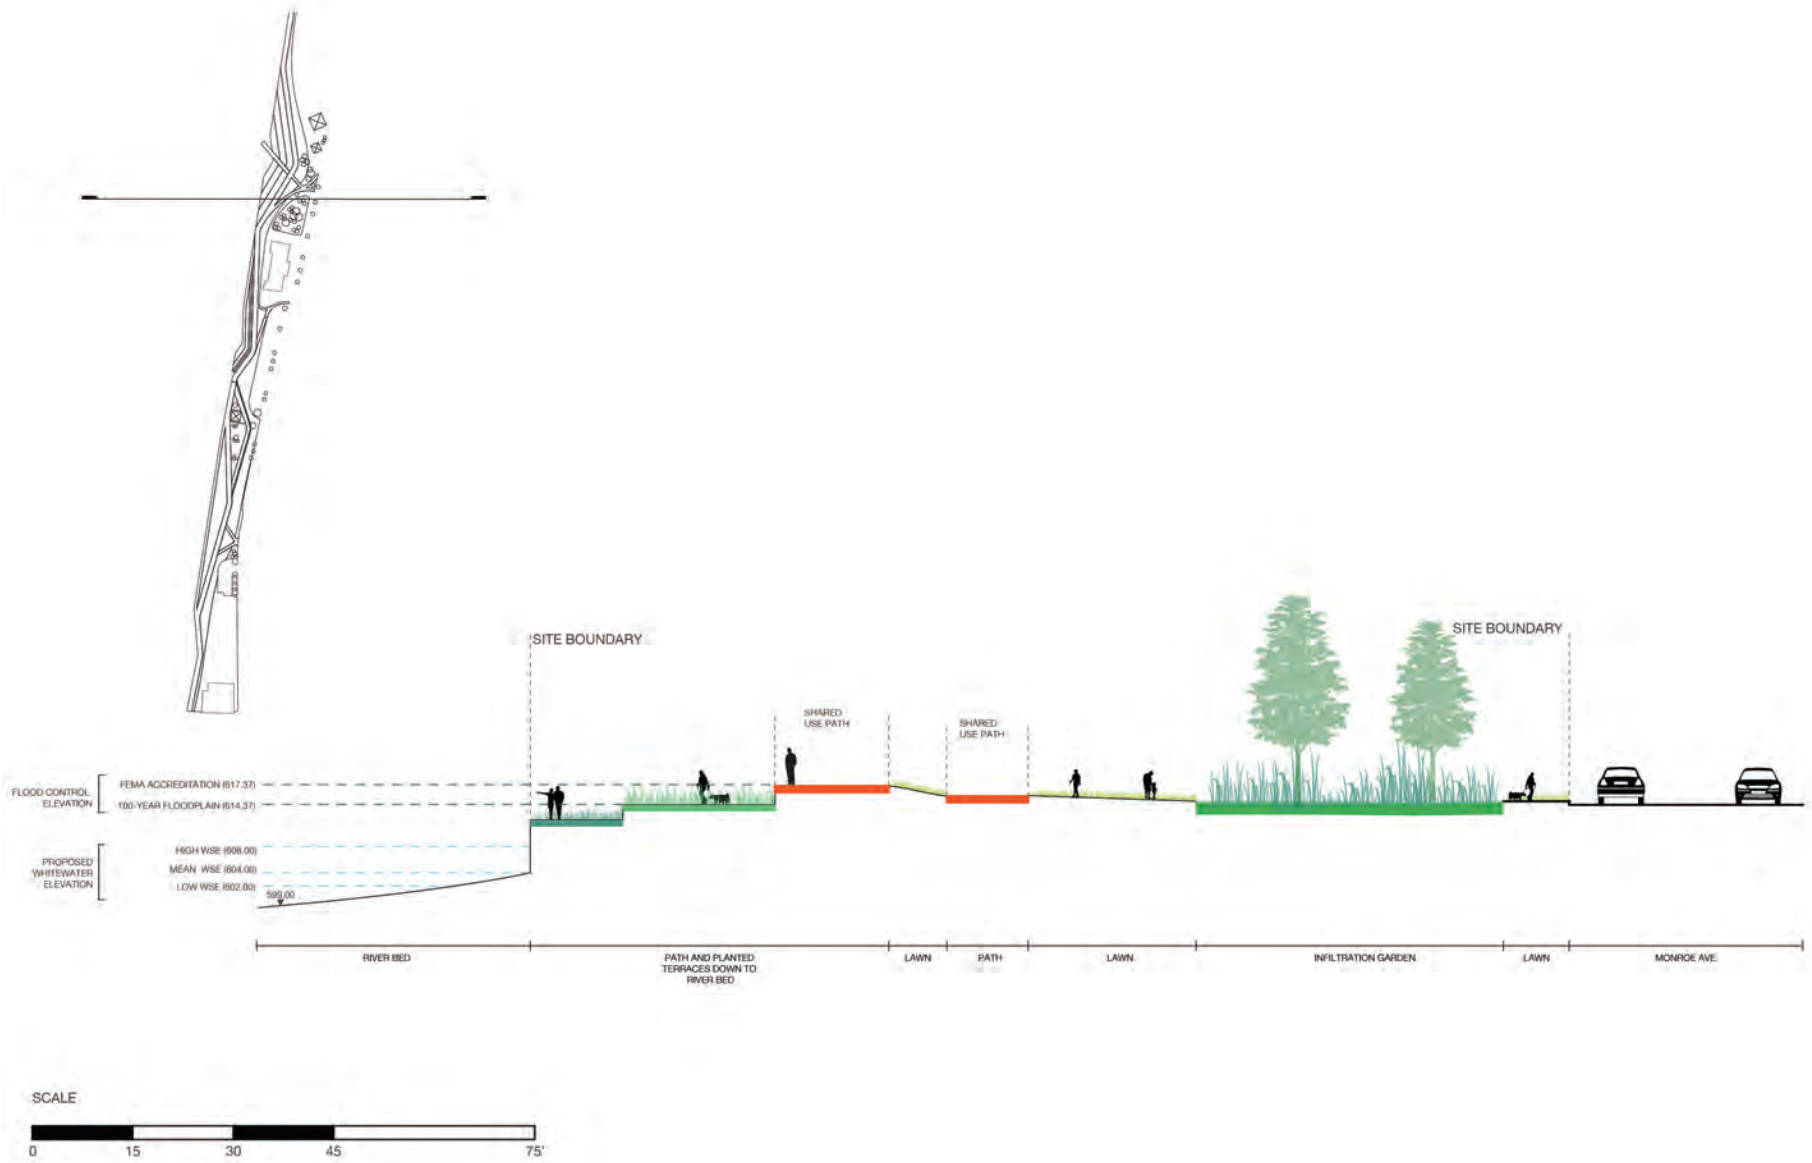 SITE BOUNDARY
SITE BOUNDARY
SHARED
USE PATH
SHARED
USE PATH
FLOOD CONTROL
ELEVATION
FEMA ACCREDITATION (617.37)
100-YEAR FLOODPLAIN (614.37)
PROPOSED
WHITEWATER
ELEVATION
HIGH WSE (608.00)
MEAN WSE (604.00)
LOW WSE (602.00)
599.00
RIVER BED
PATH AND PLANTED
TERRACES DOWN TO
RIVER BED
LAWN
PATH
LAWN
INFILTRATION GARDEN
LAWN
MONROE AVE.
SCALE
0 15 30 45 75'